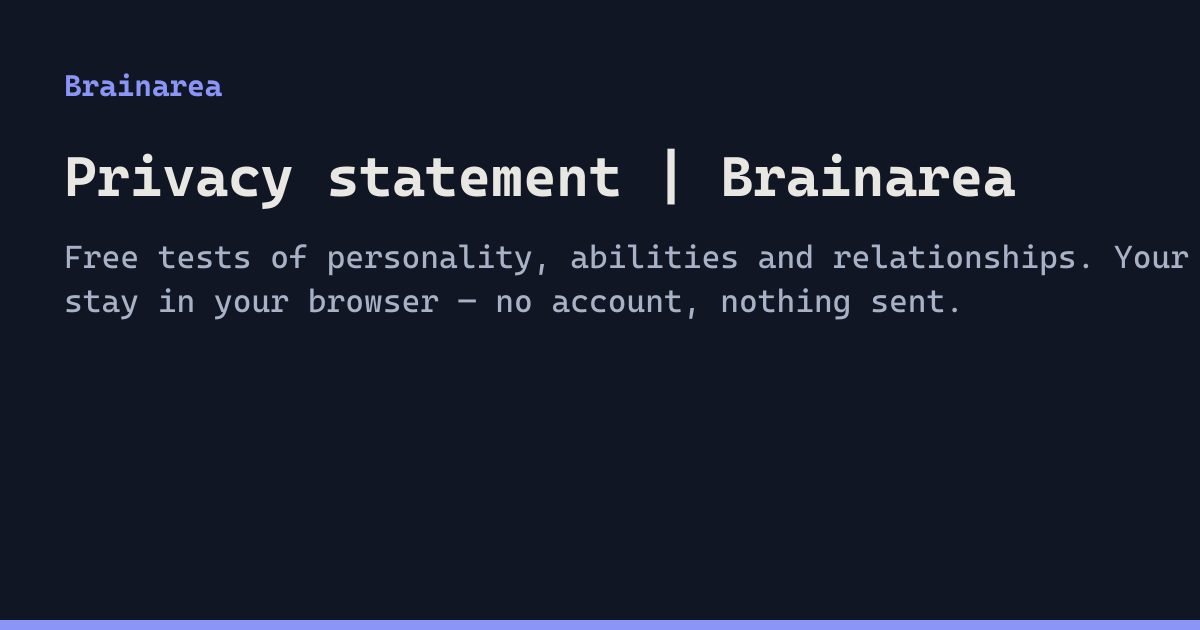 Brainarea
Privacy statement | Brainarea
Free tests of personality, abilities and relationships. Your
stay in your browser — no account, nothing sent.